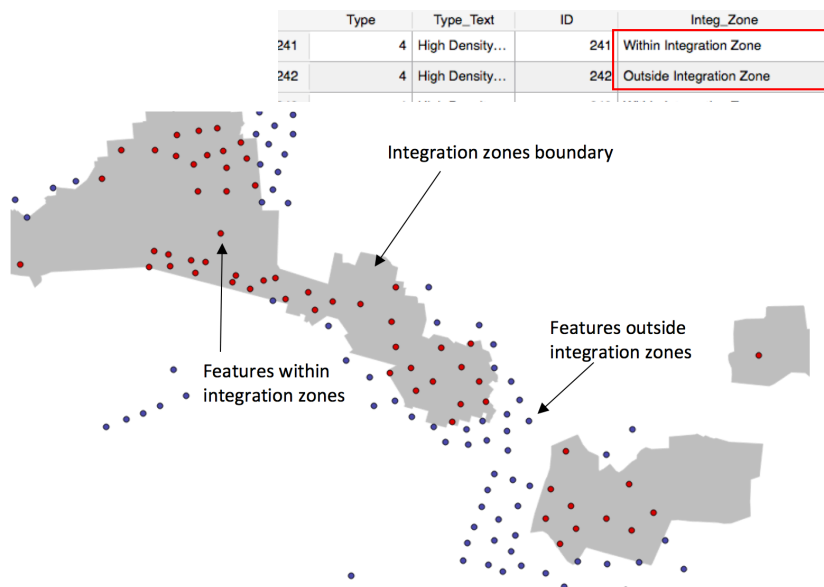 Type Type_Text ID Integ_Zone
241 4 High Density... 241 Within Integration Zone
242 4 High Density... 242 Outside Integration Zone
Integration zones boundary
Features outside
integration zones
Features within
integration zones